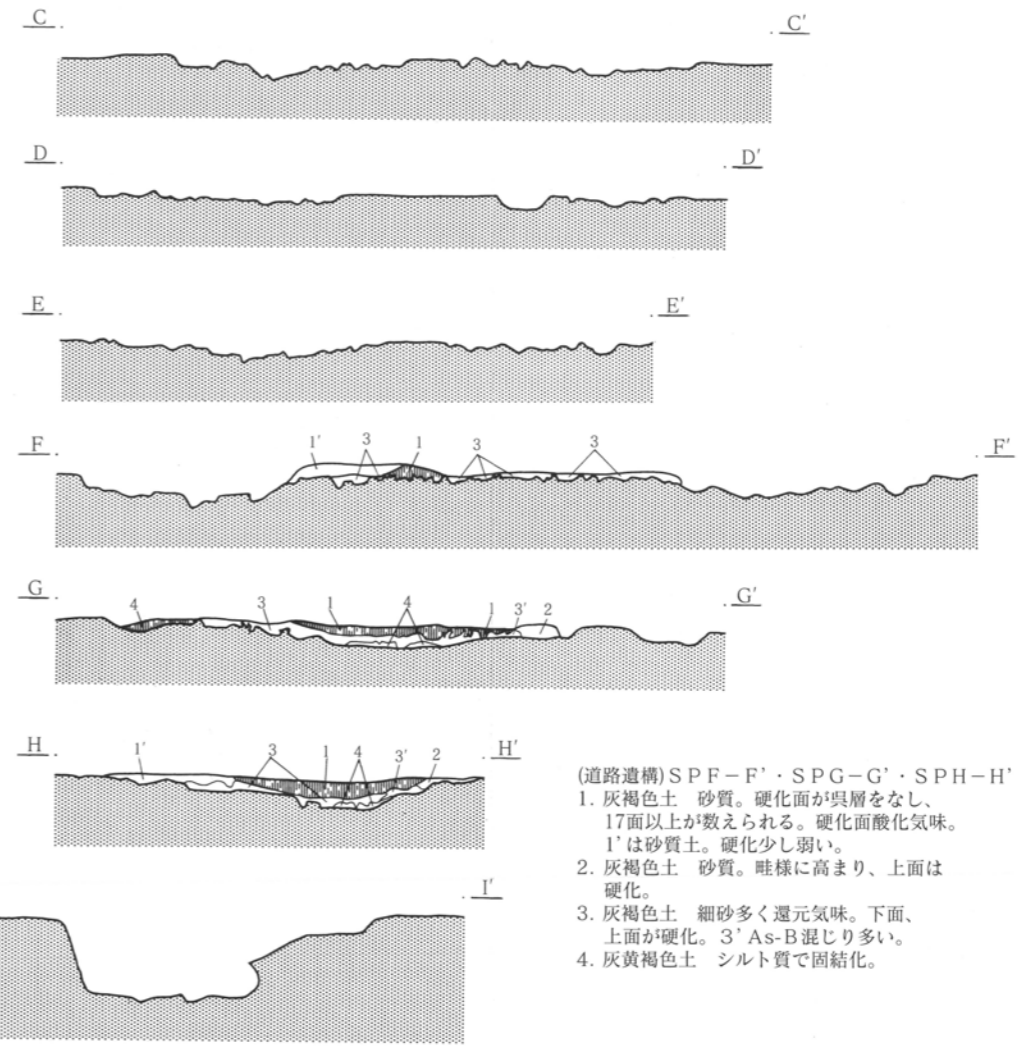 C C'
D D'
E E'
F 1' 3 1 3 3 F'
G 4 3 1 4 1 3' 2 G'
H 1' 3 1 4 3' 2 H'
I'
(道路遺構)SPF-F'・SPG-G'・SPH-H'
1. 灰褐色土 砂質。硬化面が呉層をなし、
17面以上が数えられる。硬化面酸化気味。
1'は砂質土。硬化少し弱い。
2. 灰褐色土 砂質。畦様に高まり、上面は
硬化。
3. 灰褐色土 細砂多く還元気味。下面、
上面が硬化。3' As-B混じり多い。
4. 灰黄褐色土 シルト質で固結化。